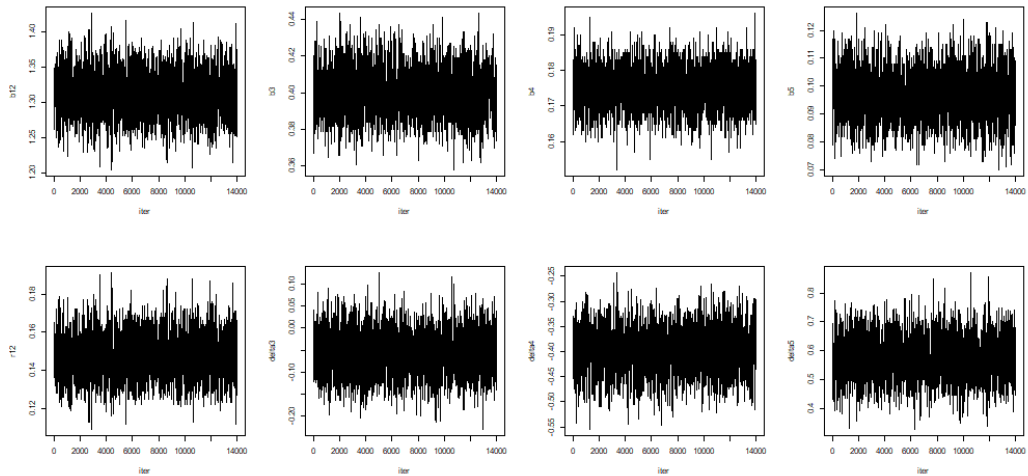 b12
1.20 1.25 1.30 1.35 1.40
0 2000 4000 6000 8000 10000 14000
iter
b3
0.36 0.38 0.40 0.42 0.44
0 2000 4000 6000 8000 10000 14000
iter
b4
0.16 0.17 0.18 0.19
0 2000 4000 6000 8000 10000 14000
iter
b5
0.07 0.08 0.09 0.10 0.11 0.12
0 2000 4000 6000 8000 10000 14000
iter
r12
0.12 0.14 0.16 0.18
0 2000 4000 6000 8000 10000 14000
iter
delta3
-0.20 -0.10 0.00 0.05 0.10
0 2000 4000 6000 8000 10000 14000
iter
delta4
-0.55 -0.50 -0.45 -0.40 -0.35 -0.30 -0.25
0 2000 4000 6000 8000 10000 14000
iter
delta5
0.4 0.5 0.6 0.7 0.8
0 2000 4000 6000 8000 10000 14000
iter